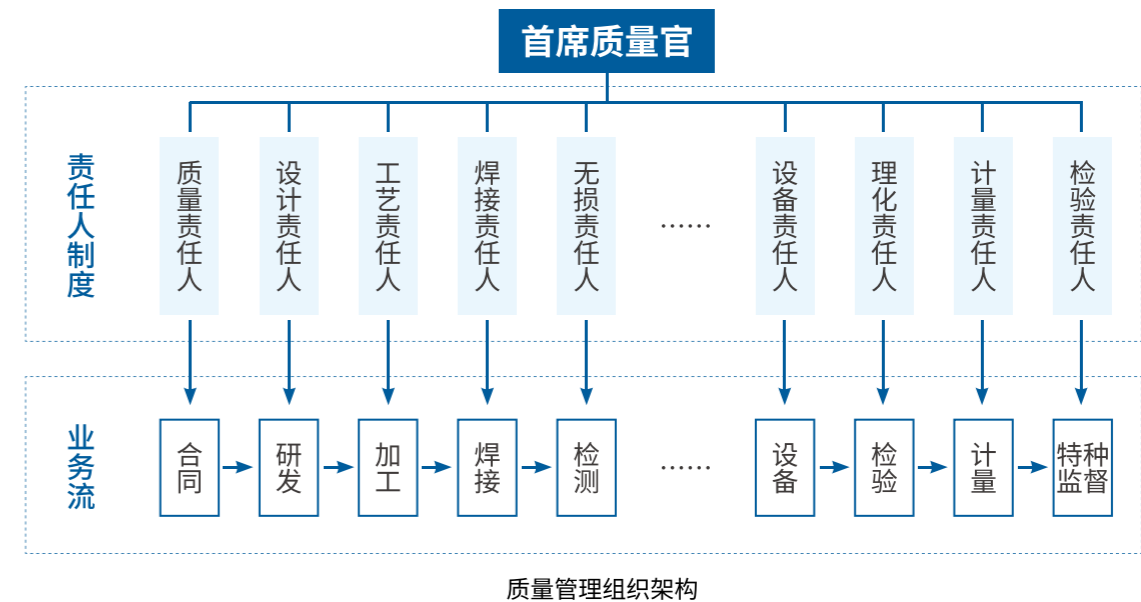 首席质量官
责任人制度
质量责任人
设计责任人
工艺责任人
焊接责任人
无损责任人
……
设备责任人
理化责任人
计量责任人
检验责任人
业务流
合同
研发
加工
焊接
检测
……
设备
检验
计量
特种
监督
质量管理组织架构